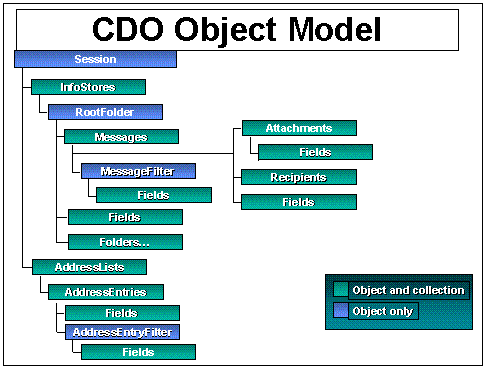 CDO Object Model
Session
InfoStores
RootFolder
Messages
Attachments
Fields
MessageFilter
Recipients
Fields
Fields
Fields
Folders...
AddressLists
AddressEntries
Fields
AddressEntryFilter
Fields
Object and collection
Object only